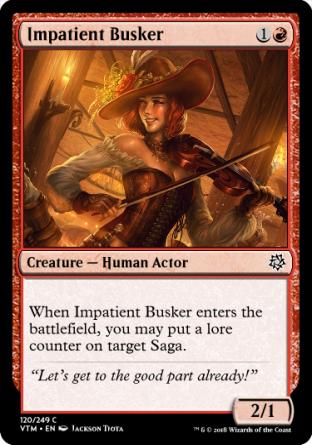 Impatient Busker 1
Creature — Human Actor
When Impatient Busker enters the
battlefield, you may put a lore
counter on target Saga.
“Let’s get to the good part already!”
2/1
120/249 C
VTM • EN Jackson Tjota
™ & © 2018 Wizards of the Coast